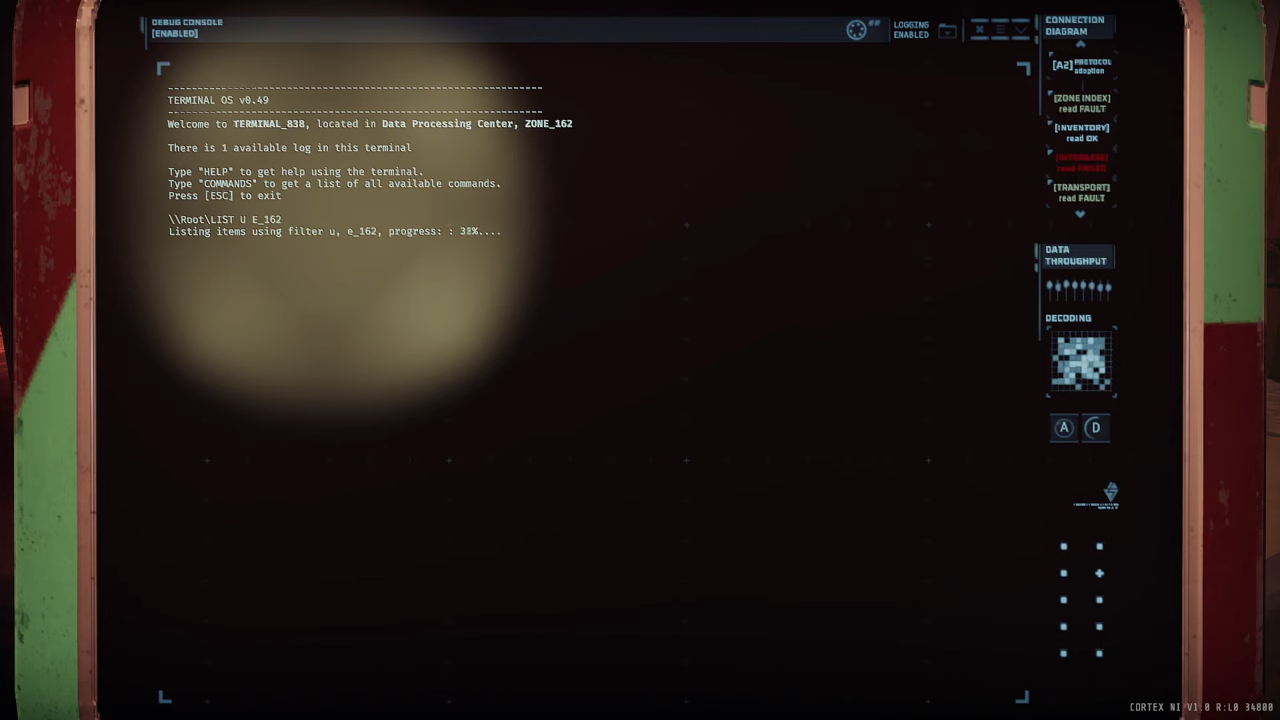 DEBUG CONSOLE
[ENABLED]
LOGGING
ENABLED
------------------------------------------------------------
TERMINAL OS v0.49
------------------------------------------------------------
Welcome to TERMINAL_838, located in Data Processing Center, ZONE_162
There is 1 available log in this terminal
Type "HELP" to get help using the terminal.
Type "COMMANDS" to get a list of all available commands.
Press [ESC] to exit
\\Root\LIST U E_162
Listing items using filter u, e_162, progress: : 32%....
CONNECTION
DIAGRAM
[A2] PROTOCOL
adaption
[ZONE INDEX]
read FAULT
[INVENTORY]
read OK
read FAILED
[TRANSPORT]
read FAULT
DATA
THROUGHPUT
DECODING
A D
CORTEX NI V1.0 R:L0 34800